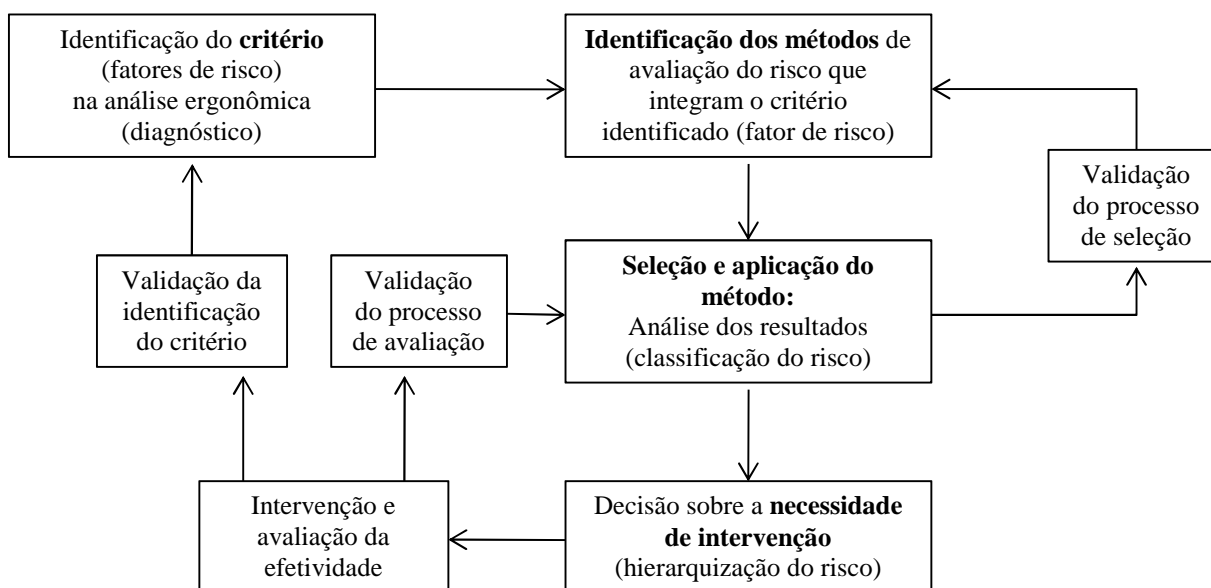 Identificação do critério
(fatores de risco)
na análise ergonômica
(diagnóstico)
Identificação dos métodos de
avaliação do risco que
integram o critério
identificado (fator de risco)
Validação
do processo
de seleção
Validação da
identificação
do critério
Validação
do processo
de avaliação
Seleção e aplicação do
método:
Análise dos resultados
(classificação do risco)
Intervenção e
avaliação da
efetividade
Decisão sobre a necessidade
de intervenção
(hierarquização do risco)